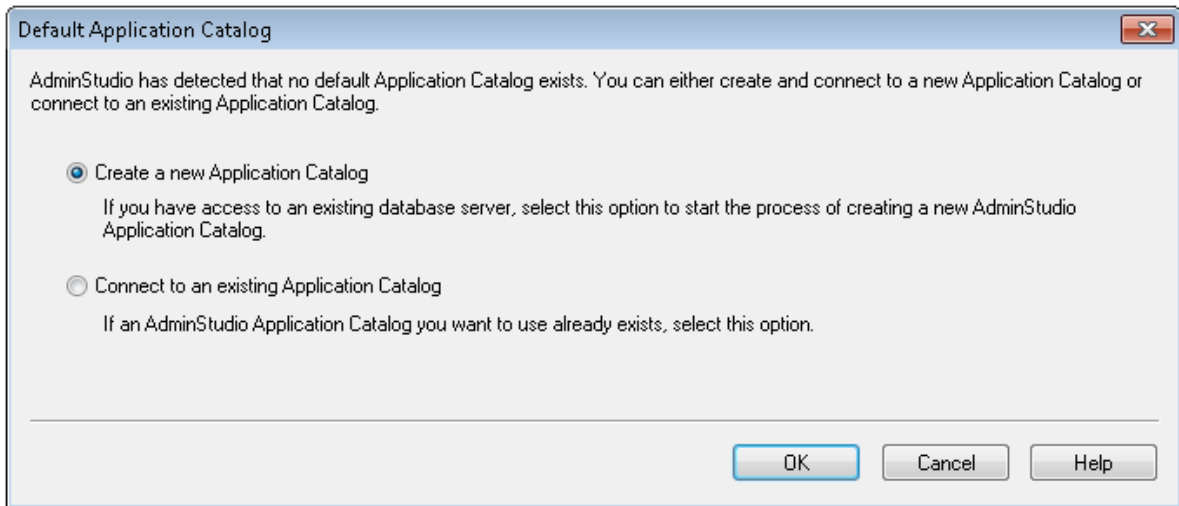 Default Application Catalog
AdminStudio has detected that no default Application Catalog exists. You can either create and connect to a new Application Catalog or
connect to an existing Application Catalog.
Create a new Application Catalog
If you have access to an existing database server, select this option to start the process of creating a new AdminStudio
Application Catalog.
Connect to an existing Application Catalog
If an AdminStudio Application Catalog you want to use already exists, select this option.
OK Cancel Help